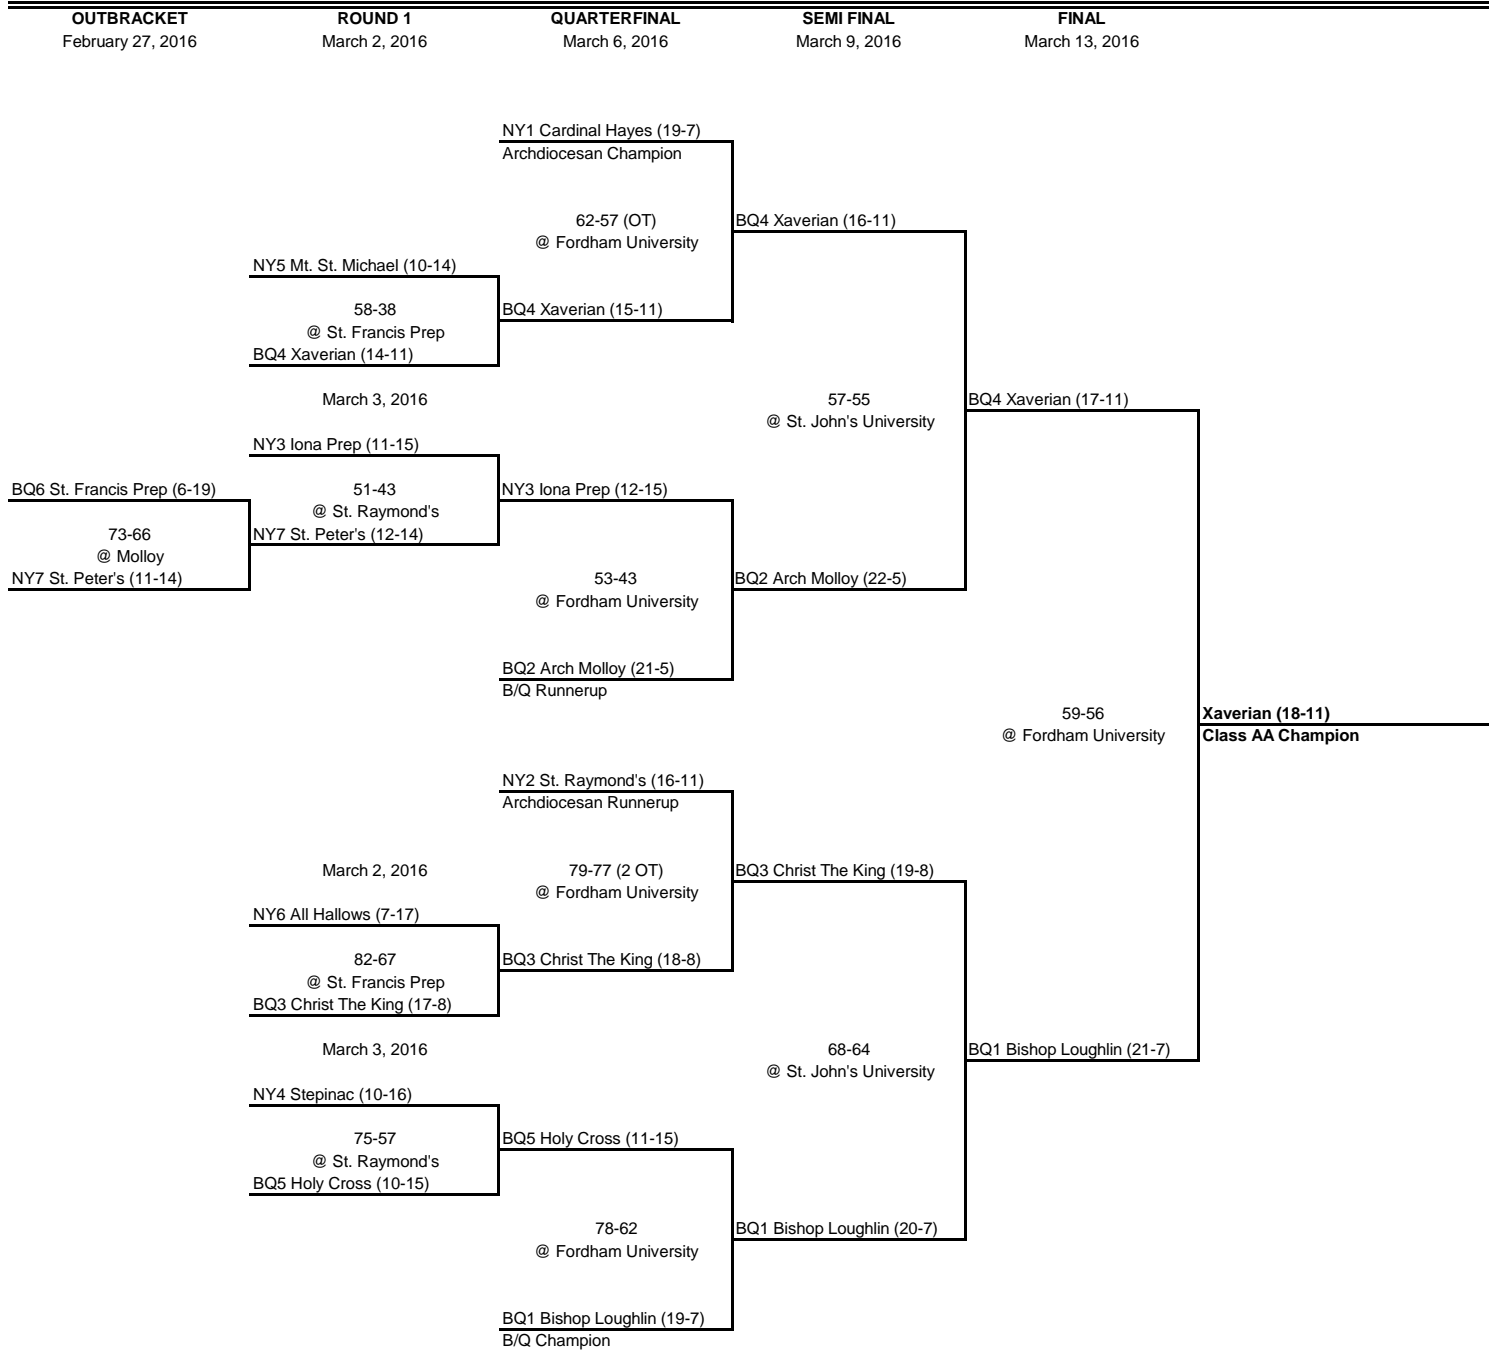 OUTBRACKET ROUND 1 QUARTERFINAL SEMI FINAL FINAL
February 27, 2016 March 2, 2016 March 6, 2016 March 9, 2016 March 13, 2016
NY1 Cardinal Hayes (19-7)
Archdiocesan Champion
62-57 (OT) BQ4 Xaverian (16-11)
@ Fordham University
NY5 Mt. St. Michael (10-14)
58-38 BQ4 Xaverian (15-11)
@ St. Francis Prep
BQ4 Xaverian (14-11)
March 3, 2016 57-55 BQ4 Xaverian (17-11)
@ St. John's University
NY3 Iona Prep (11-15)
BQ6 St. Francis Prep (6-19) 51-43 NY3 Iona Prep (12-15)
@ St. Raymond's
73-66 NY7 St. Peter's (12-14)
@ Molloy
NY7 St. Peter's (11-14) 53-43 BQ2 Arch Molloy (22-5)
@ Fordham University
BQ2 Arch Molloy (21-5)
B/Q Runnerup
59-56 Xaverian (18-11)
@ Fordham University Class AA Champion
NY2 St. Raymond's (16-11)
Archdiocesan Runnerup
March 2, 2016 79-77 (2 OT) BQ3 Christ The King (19-8)
@ Fordham University
NY6 All Hallows (7-17)
82-67 BQ3 Christ The King (18-8)
@ St. Francis Prep
BQ3 Christ The King (17-8)
March 3, 2016 68-64 BQ1 Bishop Loughlin (21-7)
@ St. John's University
NY4 Stepinac (10-16)
75-57 BQ5 Holy Cross (11-15)
@ St. Raymond's
BQ5 Holy Cross (10-15)
78-62 BQ1 Bishop Loughlin (20-7)
@ Fordham University
BQ1 Bishop Loughlin (19-7)
B/Q Champion